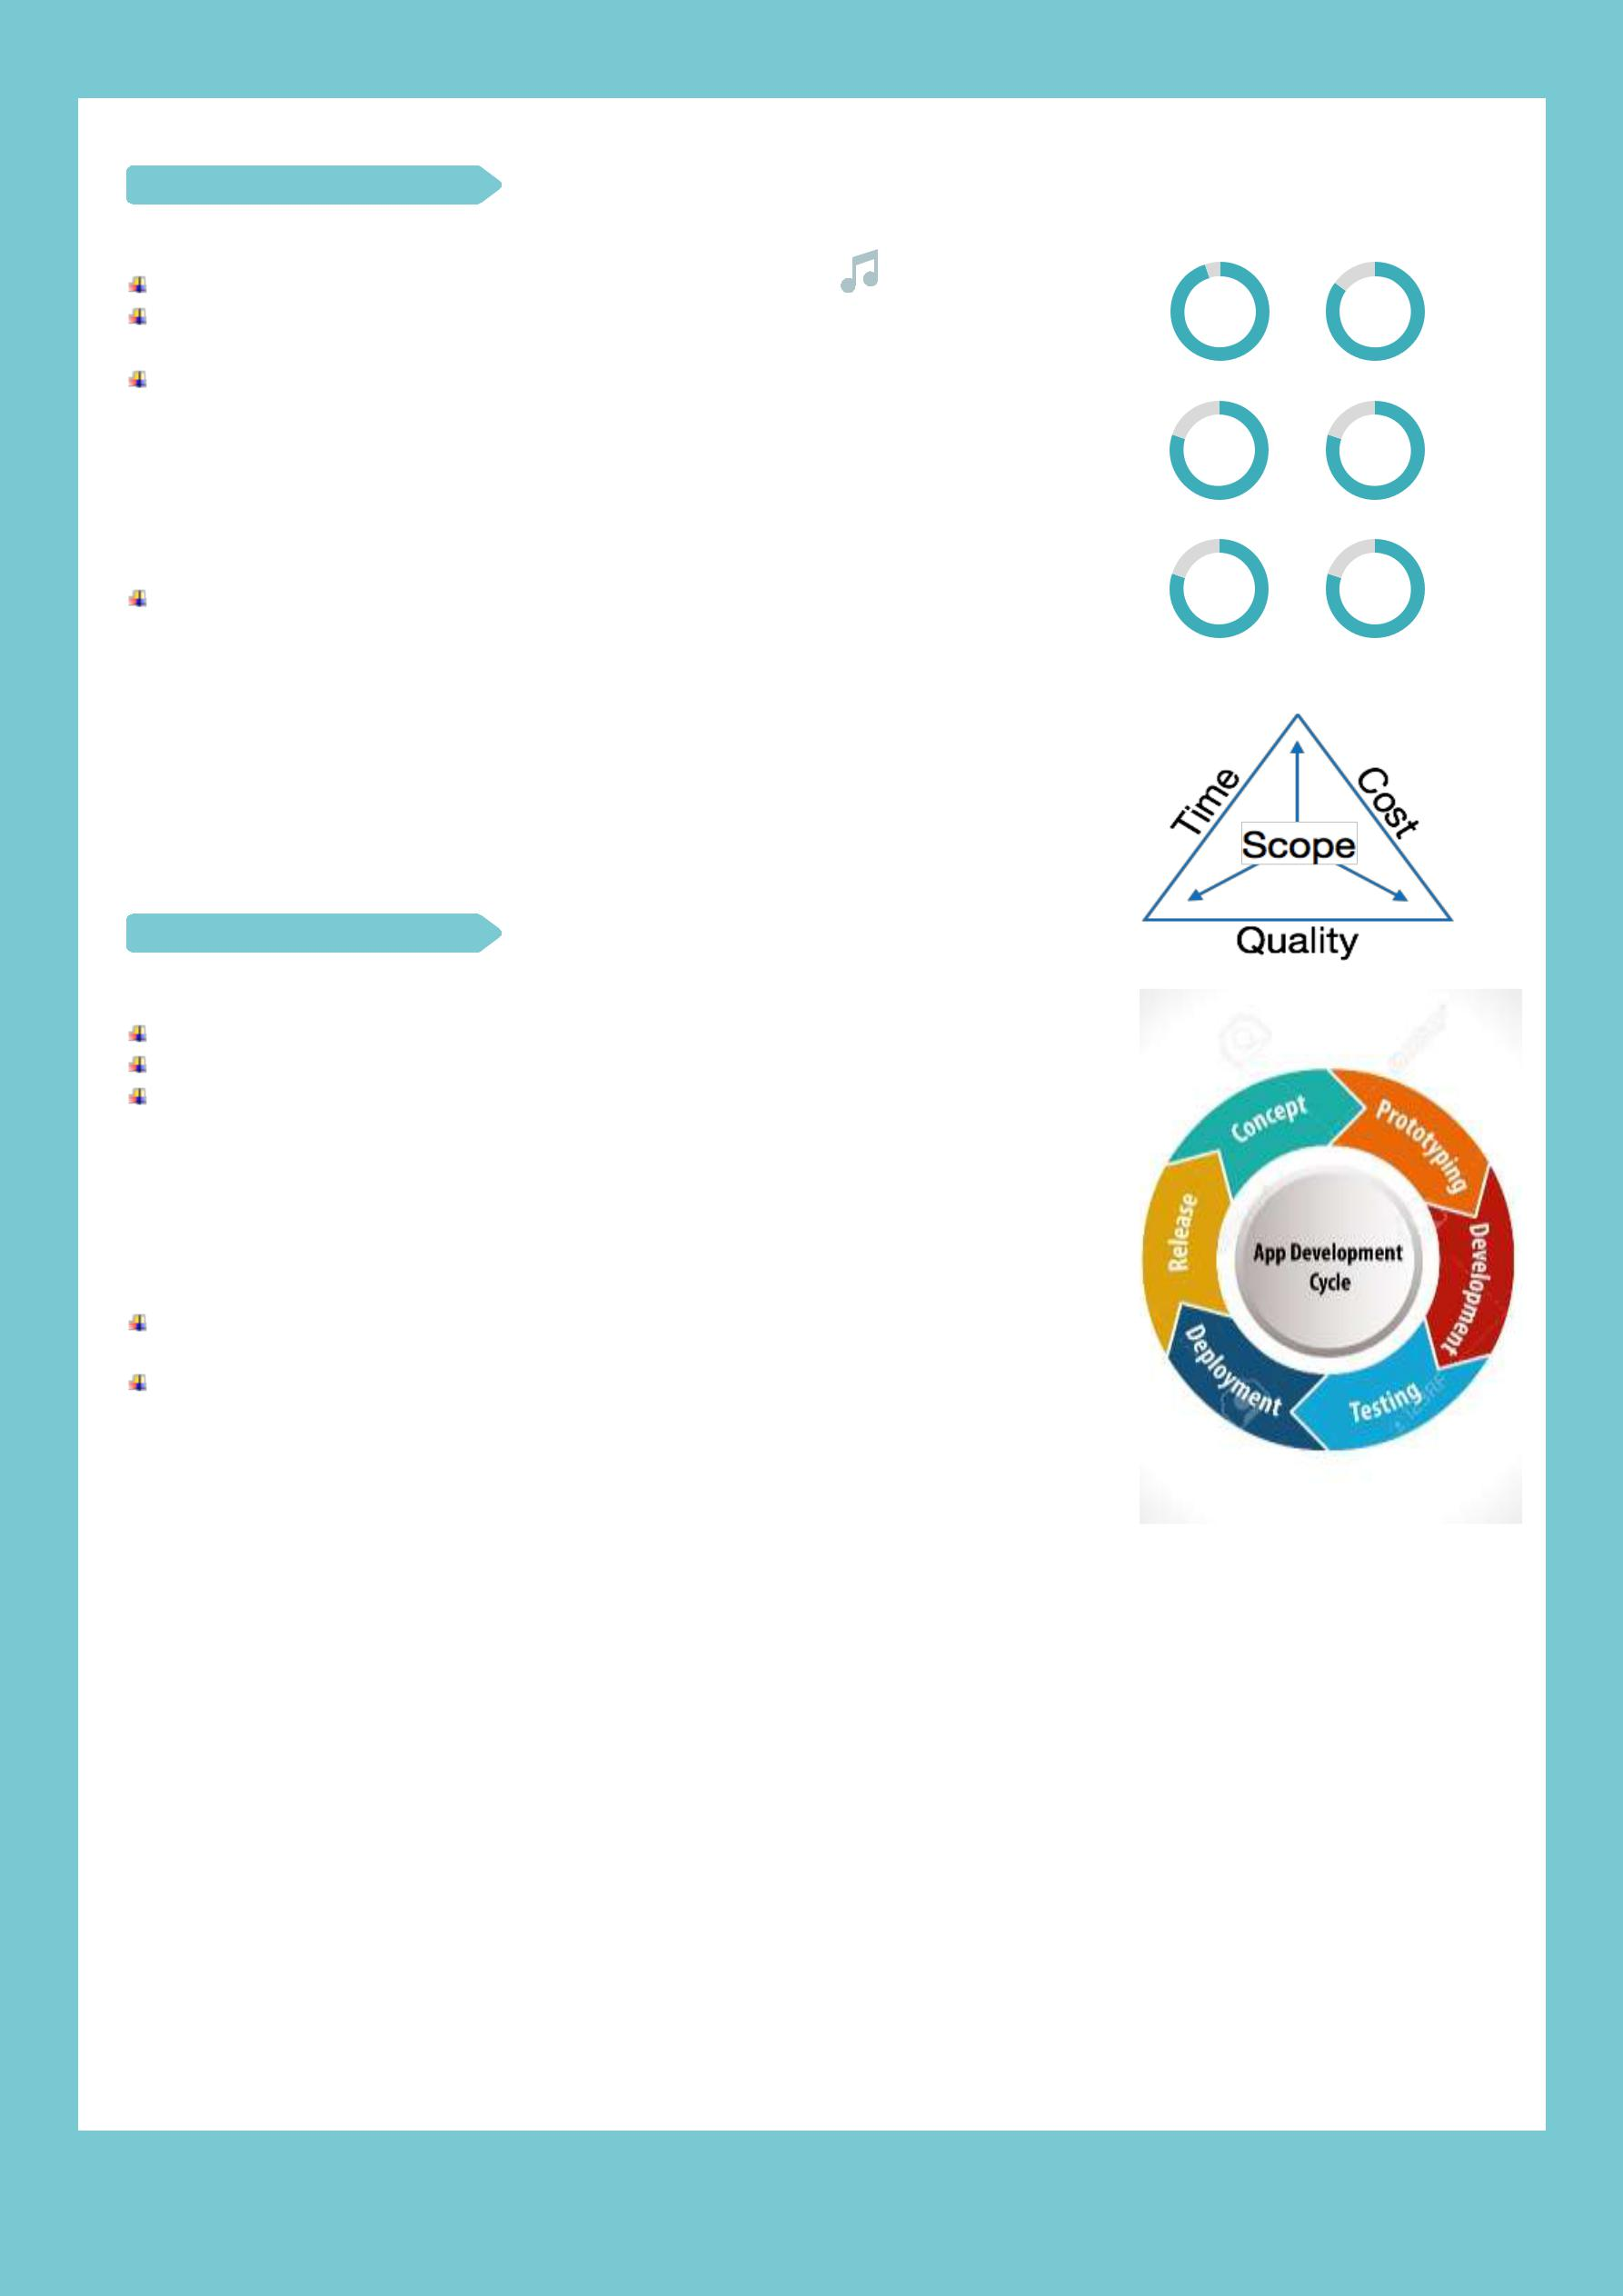 Time
Cost
Scope
Quality
Concept
Prototyping
Development
Testing
Deployment
Release
App Development
Cycle